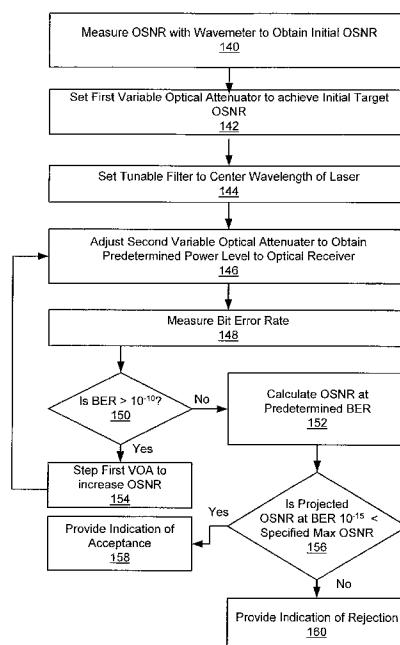 Measure OSNR with Wavemeter to Obtain Initial OSNR
140
Set First Variable Optical Attenuator to achieve Initial Target
OSNR
142
Set Tunable Filter to Center Wavelength of Laser
144
Adjust Second Variable Optical Attenuater to Obtain
Predetermined Power Level to Optical Receiver
146
Measure Bit Error Rate
148
Is BER > 10⁻¹⁰?
150
No
Yes
Calculate OSNR at
Predetermined BER
152
Step First VOA to
increase OSNR
154
Is Projected
OSNR at BER 10⁻¹⁵ <
Specified Max OSNR
156
Yes
No
Provide Indication of
Acceptance
158
Provide Indication of Rejection
160